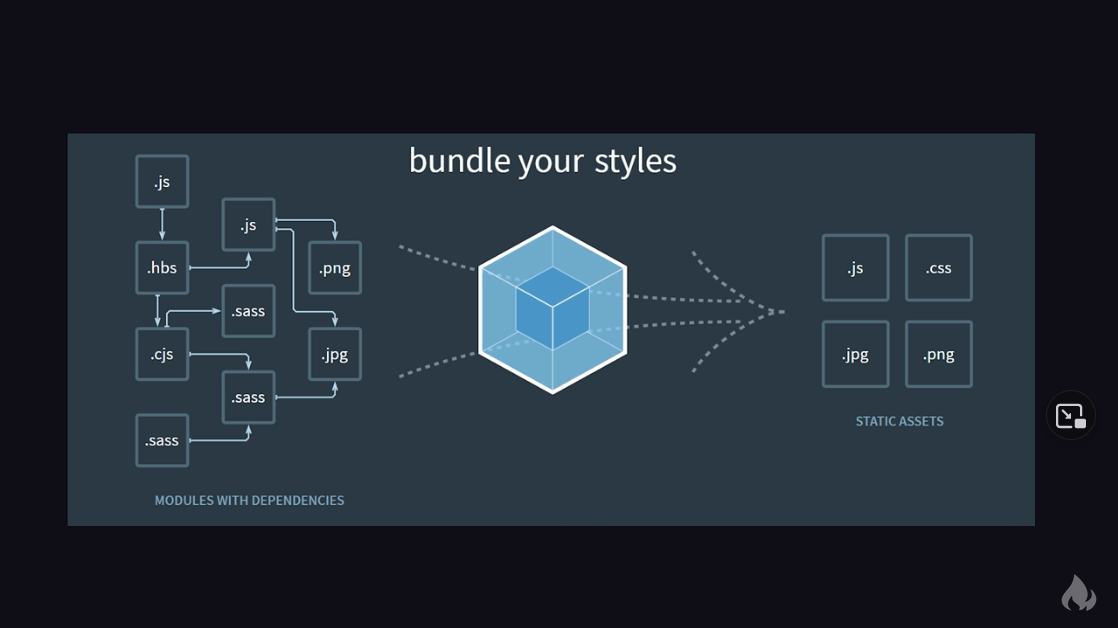 bundle your styles
.js
.js
.hbs
.png
.sass
.cjs
.jpg
.sass
.sass
MODULES WITH DEPENDENCIES
.js
.css
.jpg
.png
STATIC ASSETS